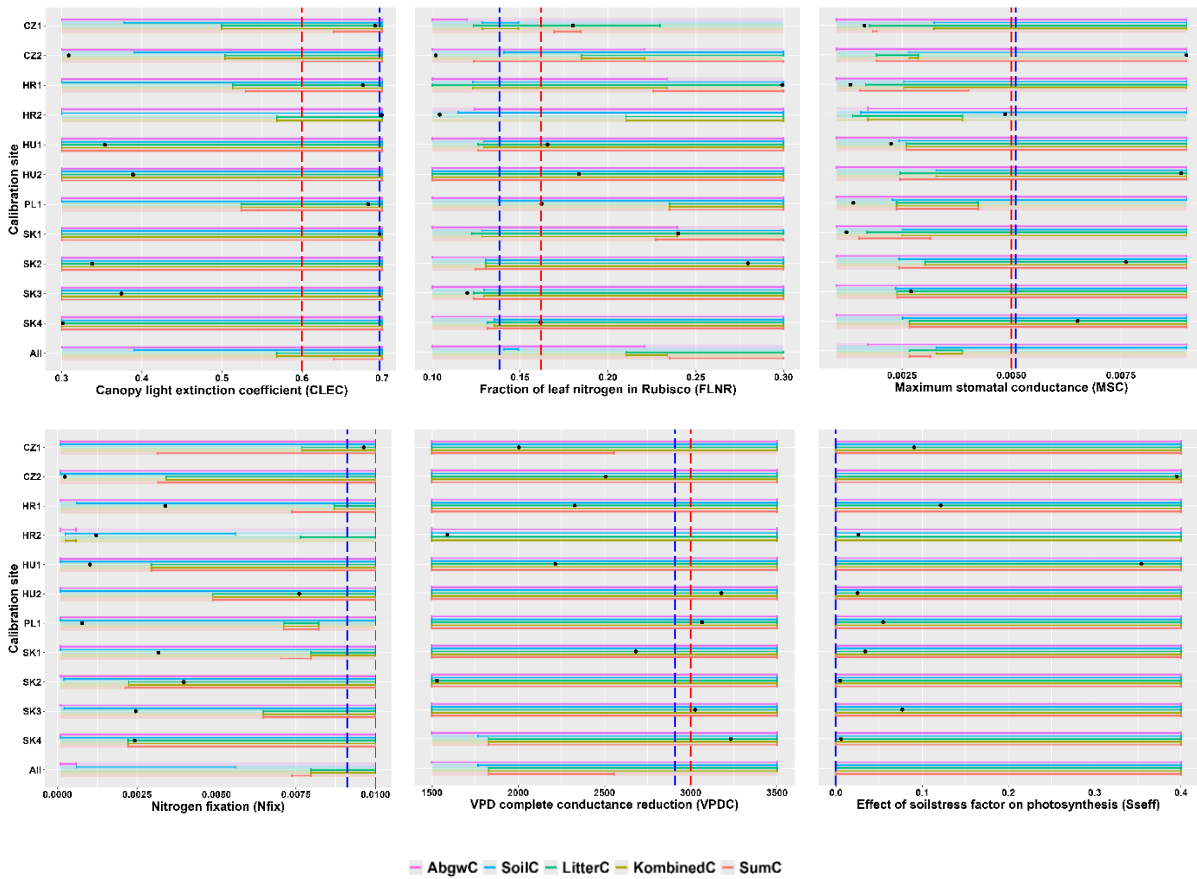 Calibration site
CZ1
CZ2
HR1
HR2
HU1
HU2
PL1
SK1
SK2
SK3
SK4
All
0.3 0.4 0.5 0.6 0.7
Canopy light extinction coefficient (CLEC)
0.10 0.15 0.20 0.25 0.30
Fraction of leaf nitrogen in Rubisco (FLNR)
0.0025 0.0050 0.0075
Maximum stomatal conductance (MSC)
Calibration site
CZ1
CZ2
HR1
HR2
HU1
HU2
PL1
SK1
SK2
SK3
SK4
All
0.0000 0.0025 0.0050 0.0075 0.0100
Nitrogen fixation (Nfix)
1500 2000 2500 3000 3500
VPD complete conductance reduction (VPDC)
0.0 0.1 0.2 0.3 0.4
Effect of soilstress factor on photosynthesis (Sseff)
AbgwC SoilC LitterC KombinedC SumC